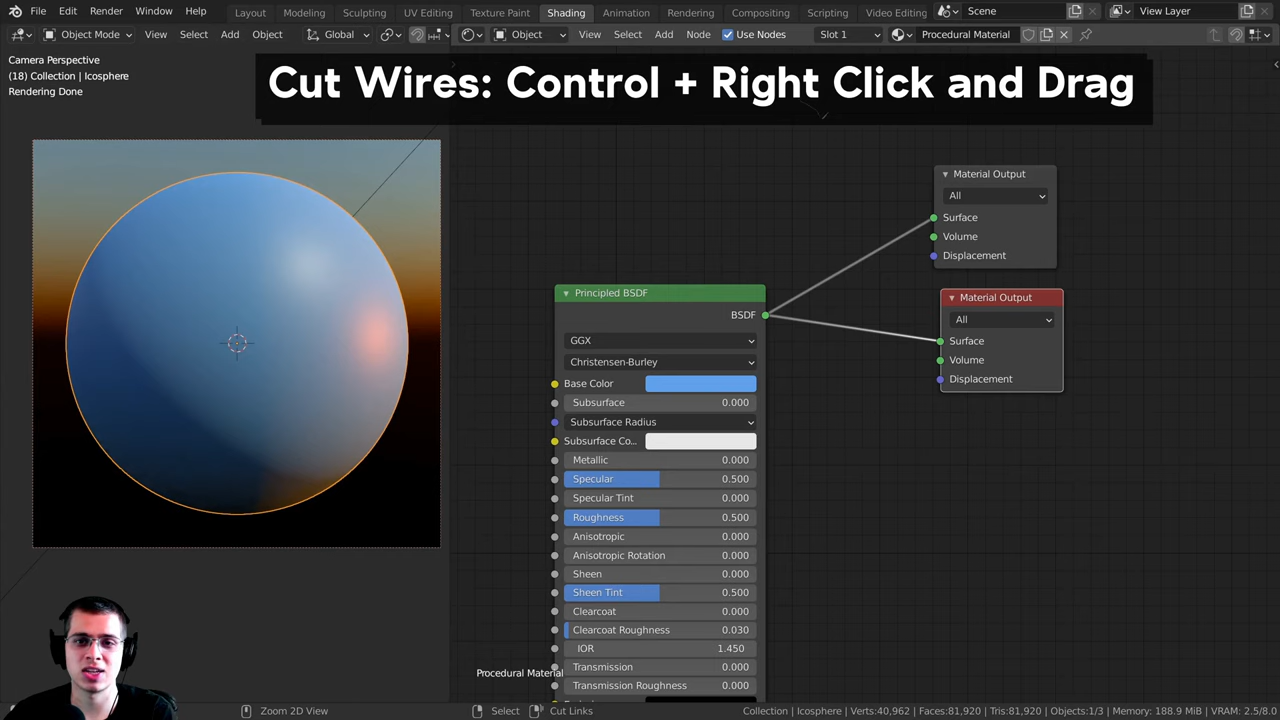 File Edit Render Window Help Layout Modeling Sculpting UV Editing Texture Paint Shading Animation Rendering Compositing Scripting Video Editing Scene View Layer
Object Mode View Select Add Object Global Object View Select Add Node Use Nodes Slot 1 Procedural Material
Camera Perspective
(18) Collection | Icosphere
Rendering Done
Cut Wires: Control + Right Click and Drag
Material Output
All
Surface
Volume
Displacement
Material Output
All
Surface
Volume
Displacement
Principled BSDF
BSDF
GGX
Christensen-Burley
Base Color
Subsurface 0.000
Subsurface Radius
Subsurface Co...
Metallic 0.000
Specular 0.500
Specular Tint 0.000
Roughness 0.500
Anisotropic 0.000
Anisotropic Rotation 0.000
Sheen 0.000
Sheen Tint 0.500
Clearcoat 0.000
Clearcoat Roughness 0.030
IOR 1.450
Transmission 0.000
Transmission Roughness 0.000
Procedural Material
Zoom 2D View Select Cut Links Collection | Icosphere | Verts:40,962 | Faces:81,920 | Tris:81,920 | Objects:1/3 | Memory: 188.9 MiB | VRAM: 2.5/8.0